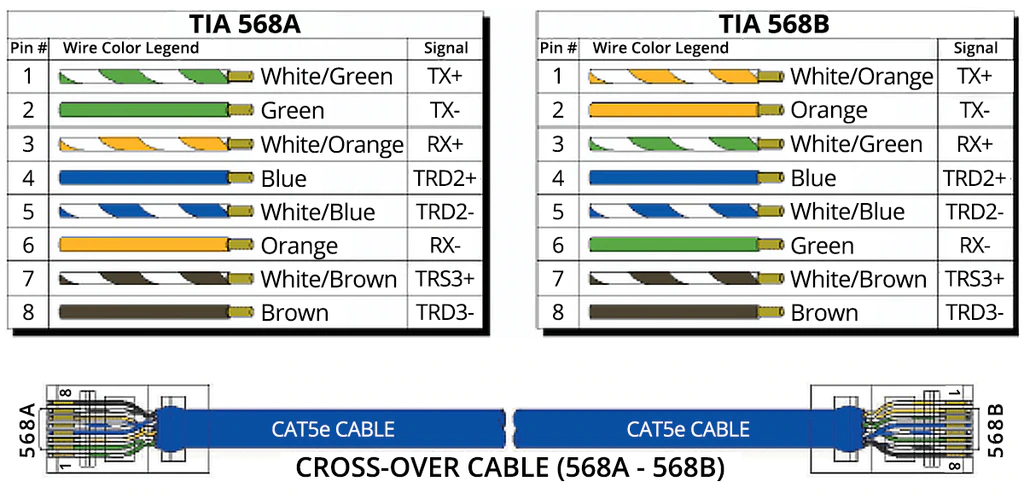 TIA 568A
Pin # Wire Color Legend Signal
1 White/Green TX+
2 Green TX-
3 White/Orange RX+
4 Blue TRD2+
5 White/Blue TRD2-
6 Orange RX-
7 White/Brown TRS3+
8 Brown TRD3-
TIA 568B
Pin # Wire Color Legend Signal
1 White/Orange TX+
2 Orange TX-
3 White/Green RX+
4 Blue TRD2+
5 White/Blue TRD2-
6 Green RX-
7 White/Brown TRS3+
8 Brown TRD3-
568A
8
1
CAT5e CABLE
CAT5e CABLE
1
8
568B
CROSS-OVER CABLE (568A - 568B)